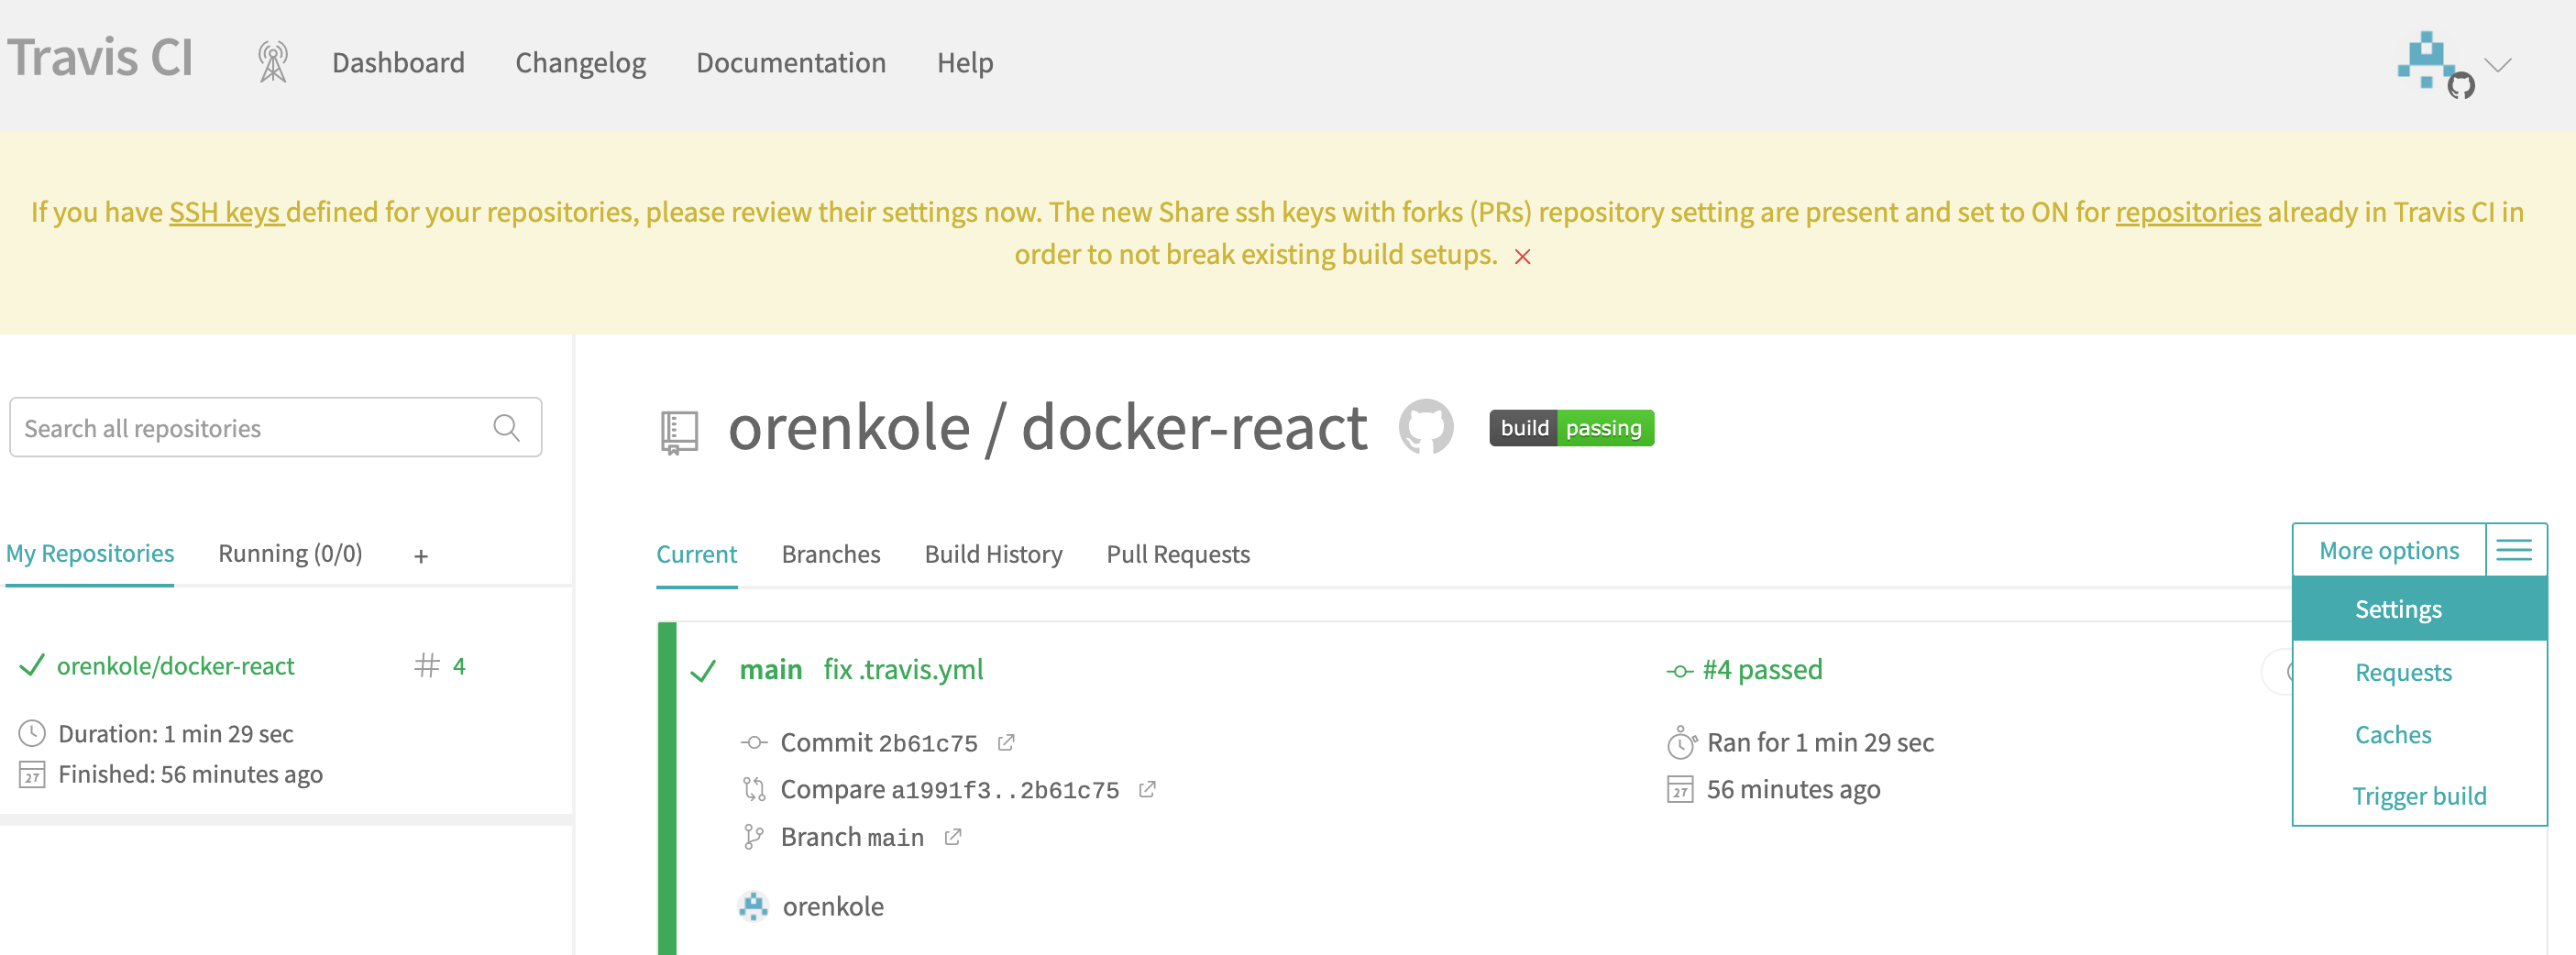 Travis CI
Dashboard
Changelog
Documentation
Help
If you have SSH keys defined for your repositories, please review their settings now. The new Share ssh keys with forks (PRs) repository setting are present and set to ON for repositories already in Travis CI in
order to not break existing build setups.
Search all repositories
My Repositories
Running (0/0)
+
orenkole/docker-react
# 4
Duration: 1 min 29 sec
27 Finished: 56 minutes ago
orenkole / docker-react
build passing
Current
Branches
Build History
Pull Requests
More options
Settings
Requests
Caches
Trigger build
main fix .travis.yml
Commit 2b61c75
Compare a1991f3..2b61c75
Branch main
orenkole
#4 passed
Ran for 1 min 29 sec
27 56 minutes ago